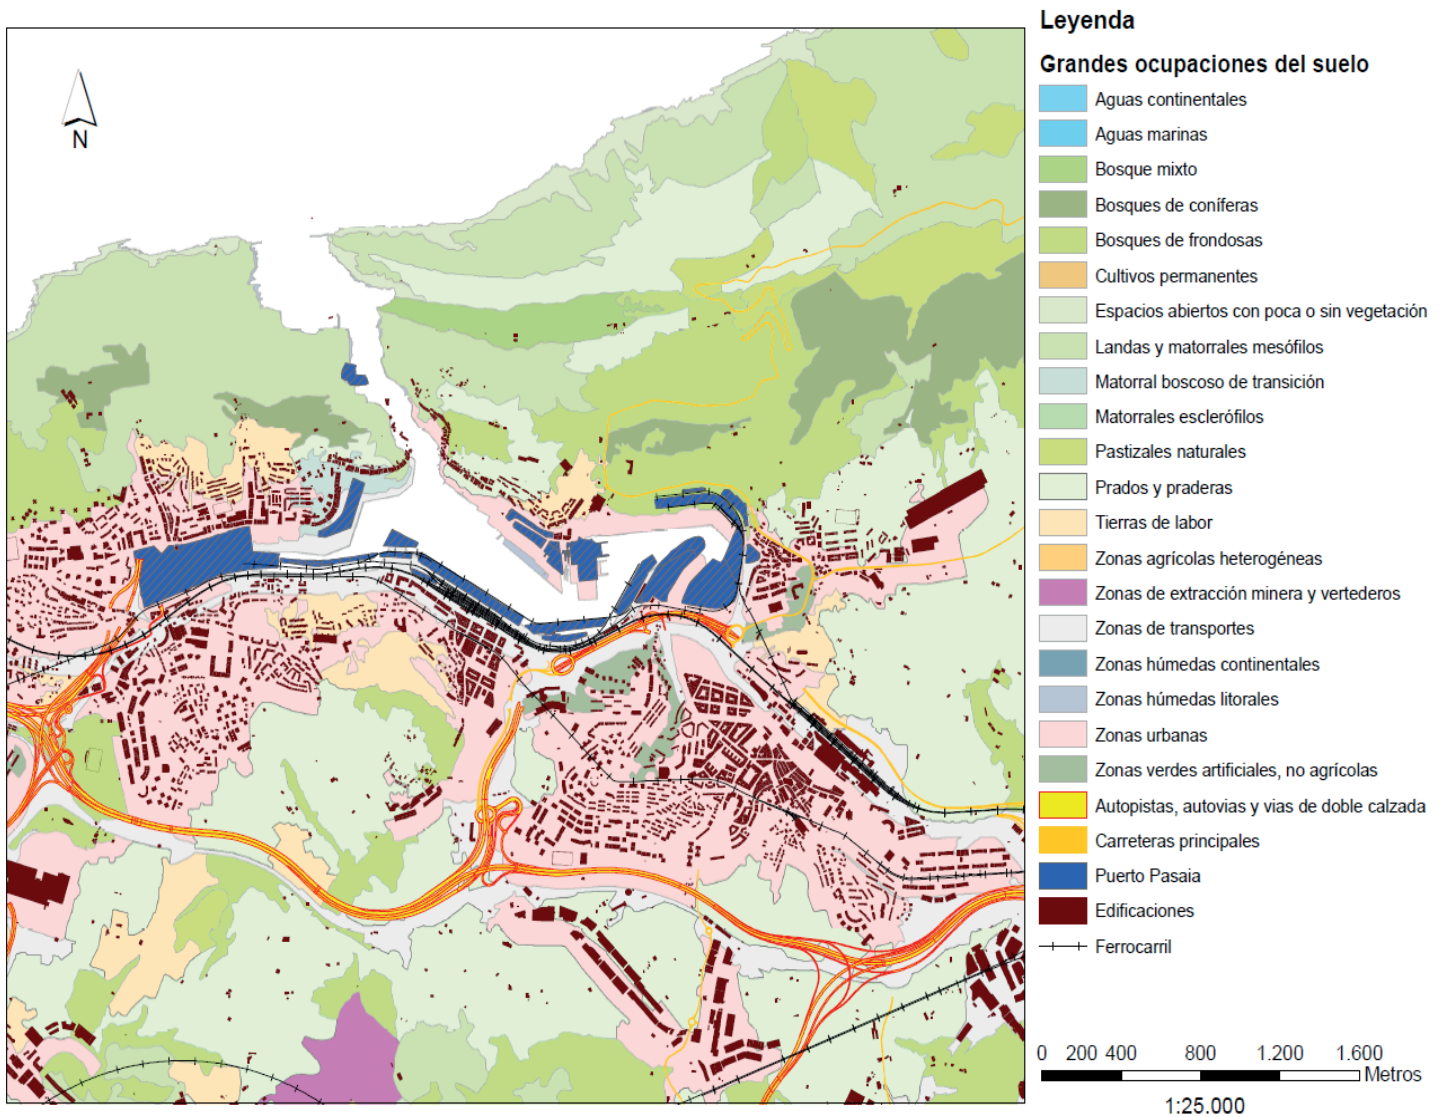 N
Leyenda
Grandes ocupaciones del suelo
Aguas continentales
Aguas marinas
Bosque mixto
Bosques de coníferas
Bosques de frondosas
Cultivos permanentes
Espacios abiertos con poca o sin vegetación
Landas y matorrales mesófilos
Matorral boscoso de transición
Matorrales esclerófilos
Pastizales naturales
Prados y praderas
Tierras de labor
Zonas agrícolas heterogéneas
Zonas de extracción minera y vertederos
Zonas de transportes
Zonas húmedas continentales
Zonas húmedas litorales
Zonas urbanas
Zonas verdes artificiales, no agrícolas
Autopistas, autovias y vias de doble calzada
Carreteras principales
Puerto Pasaia
Edificaciones
Ferrocarril
0 200 400 800 1.200 1.600
Metros
1:25.000